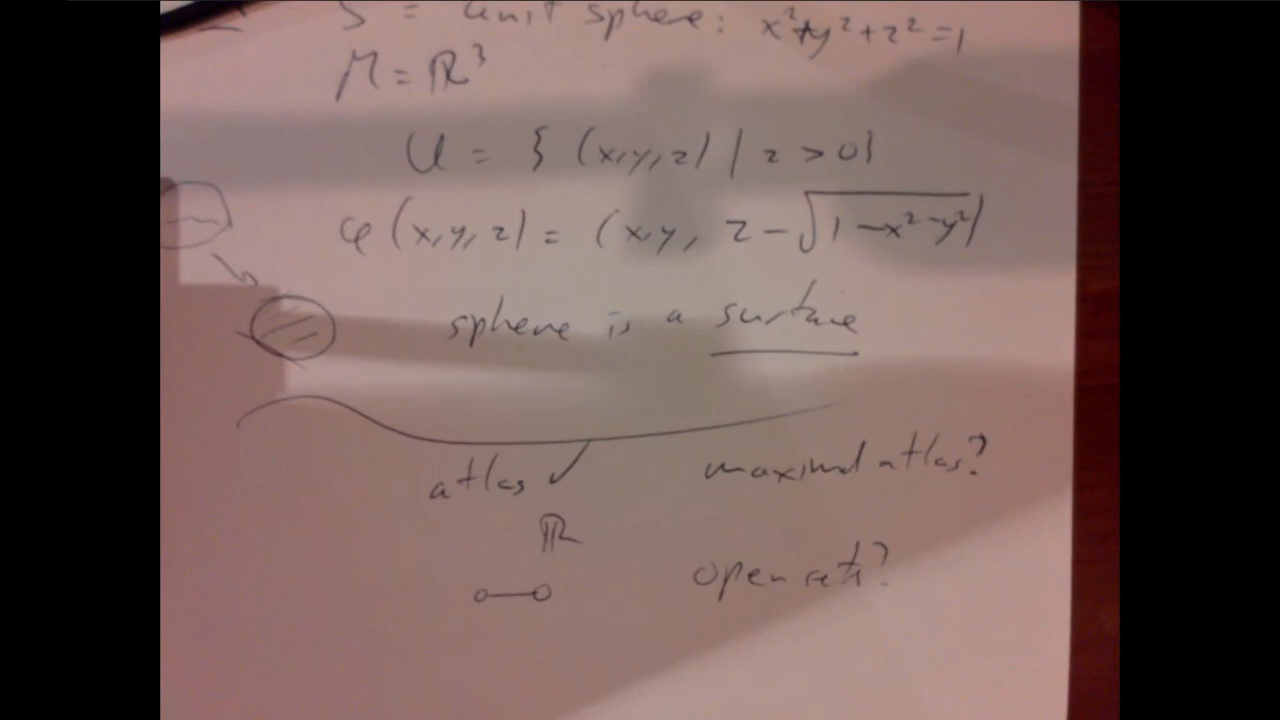 S = unit sphere: x²+y²+z²=1
M = ℝ³
U = { (x,y,z) | z > 0}
φ(x,y,z) = (x,y, z-√1-x²-y²)
sphere is a surface
atlas ✓ maximal atlas?
ℝ
open sets?